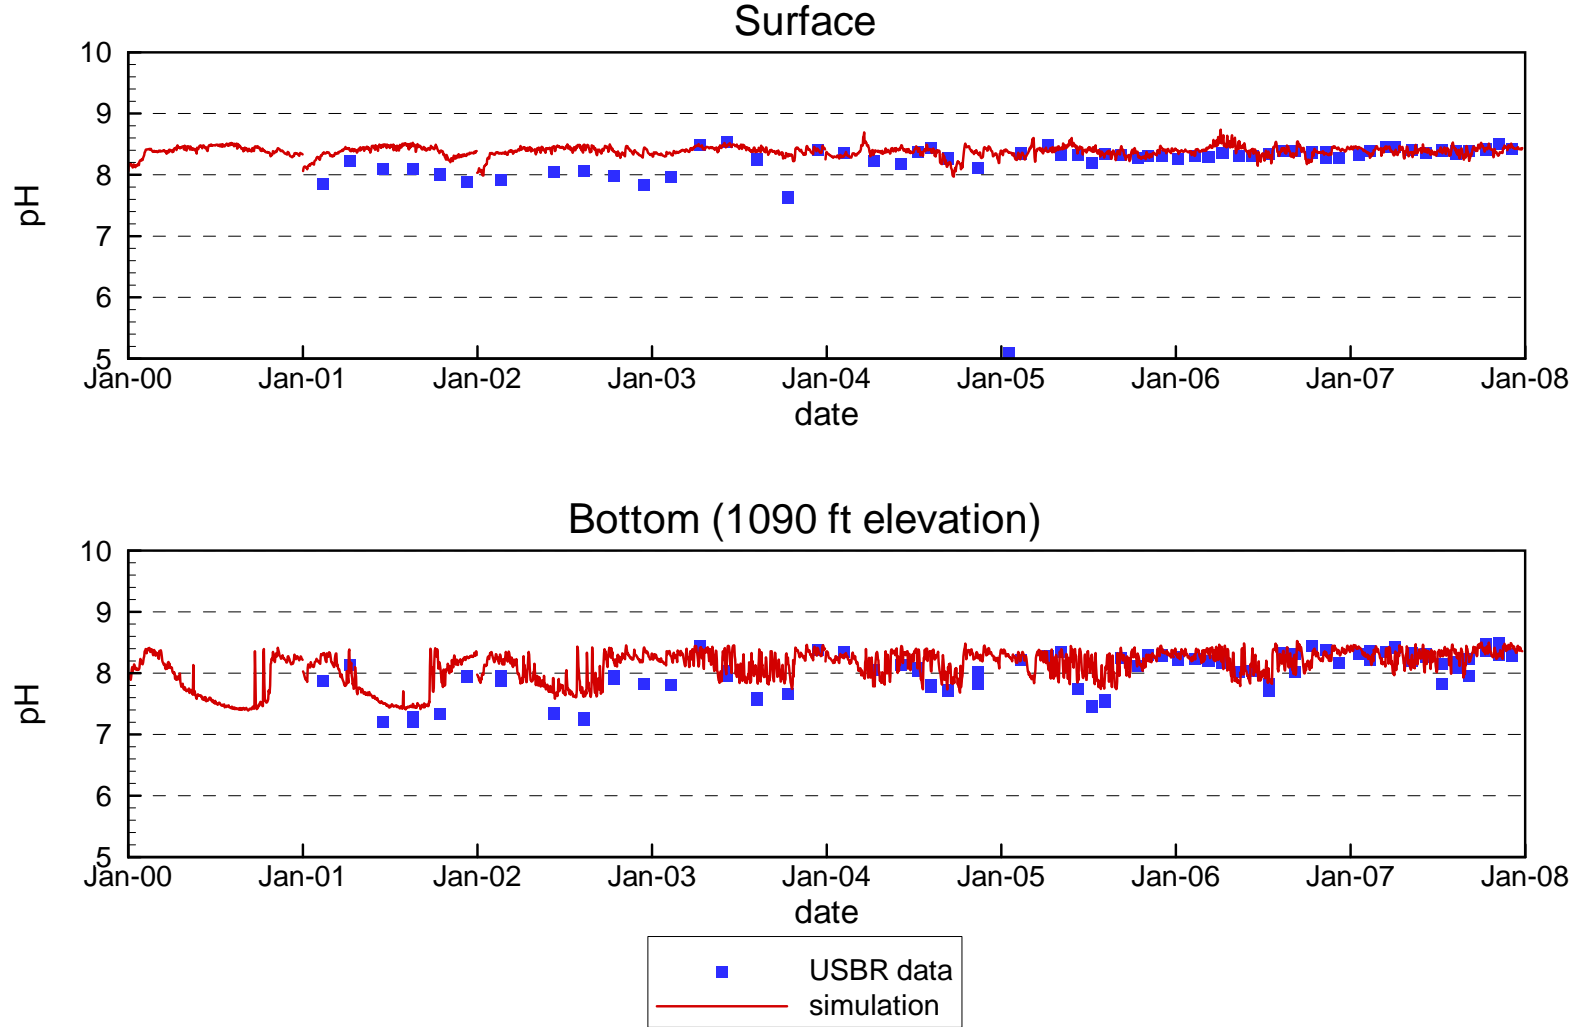 Surface
10
9
8
7
6
5
pH
Jan-00 Jan-01 Jan-02 Jan-03 Jan-04 Jan-05 Jan-06 Jan-07 Jan-08
date
Bottom (1090 ft elevation)
10
9
8
7
6
5
pH
Jan-00 Jan-01 Jan-02 Jan-03 Jan-04 Jan-05 Jan-06 Jan-07 Jan-08
date
USBR data
simulation